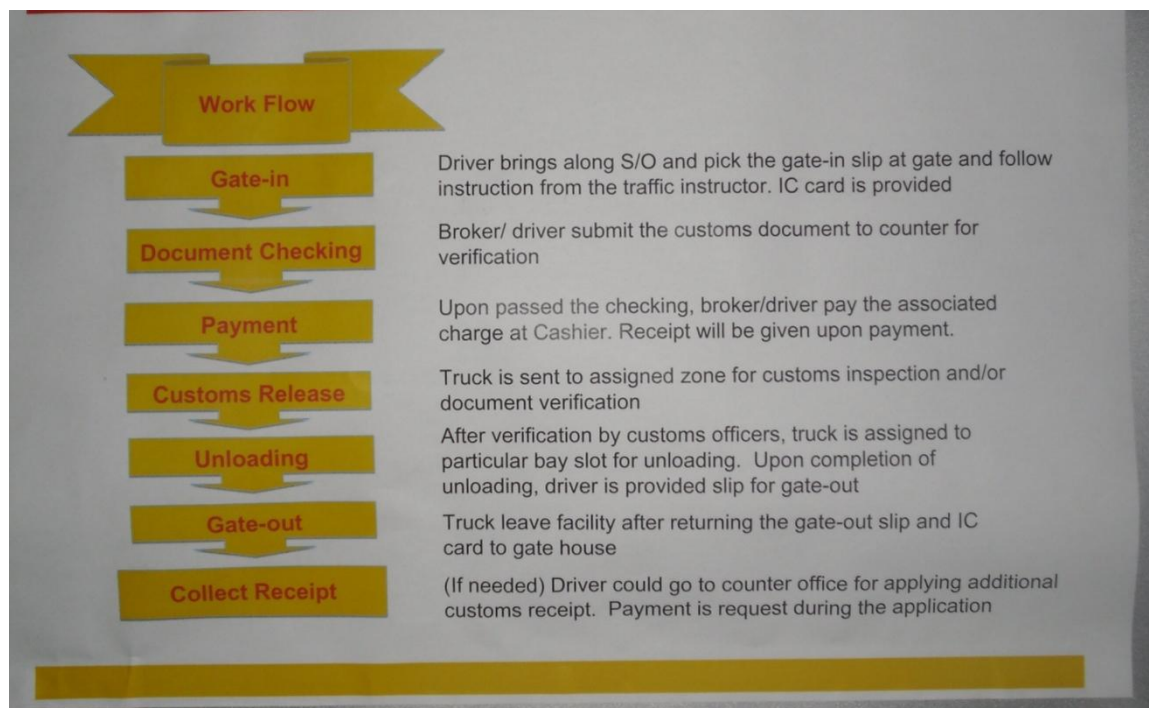 Work Flow
Gate-in
Driver brings along S/O and pick the gate-in slip at gate and follow
instruction from the traffic instructor. IC card is provided
Document Checking
Broker/ driver submit the customs document to counter for
verification
Payment
Upon passed the checking, broker/driver pay the associated
charge at Cashier. Receipt will be given upon payment.
Customs Release
Truck is sent to assigned zone for customs inspection and/or
document verification
Unloading
After verification by customs officers, truck is assigned to
particular bay slot for unloading. Upon completion of
unloading, driver is provided slip for gate-out
Gate-out
Truck leave facility after returning the gate-out slip and IC
card to gate house
Collect Receipt
(If needed) Driver could go to counter office for applying additional
customs receipt. Payment is request during the application